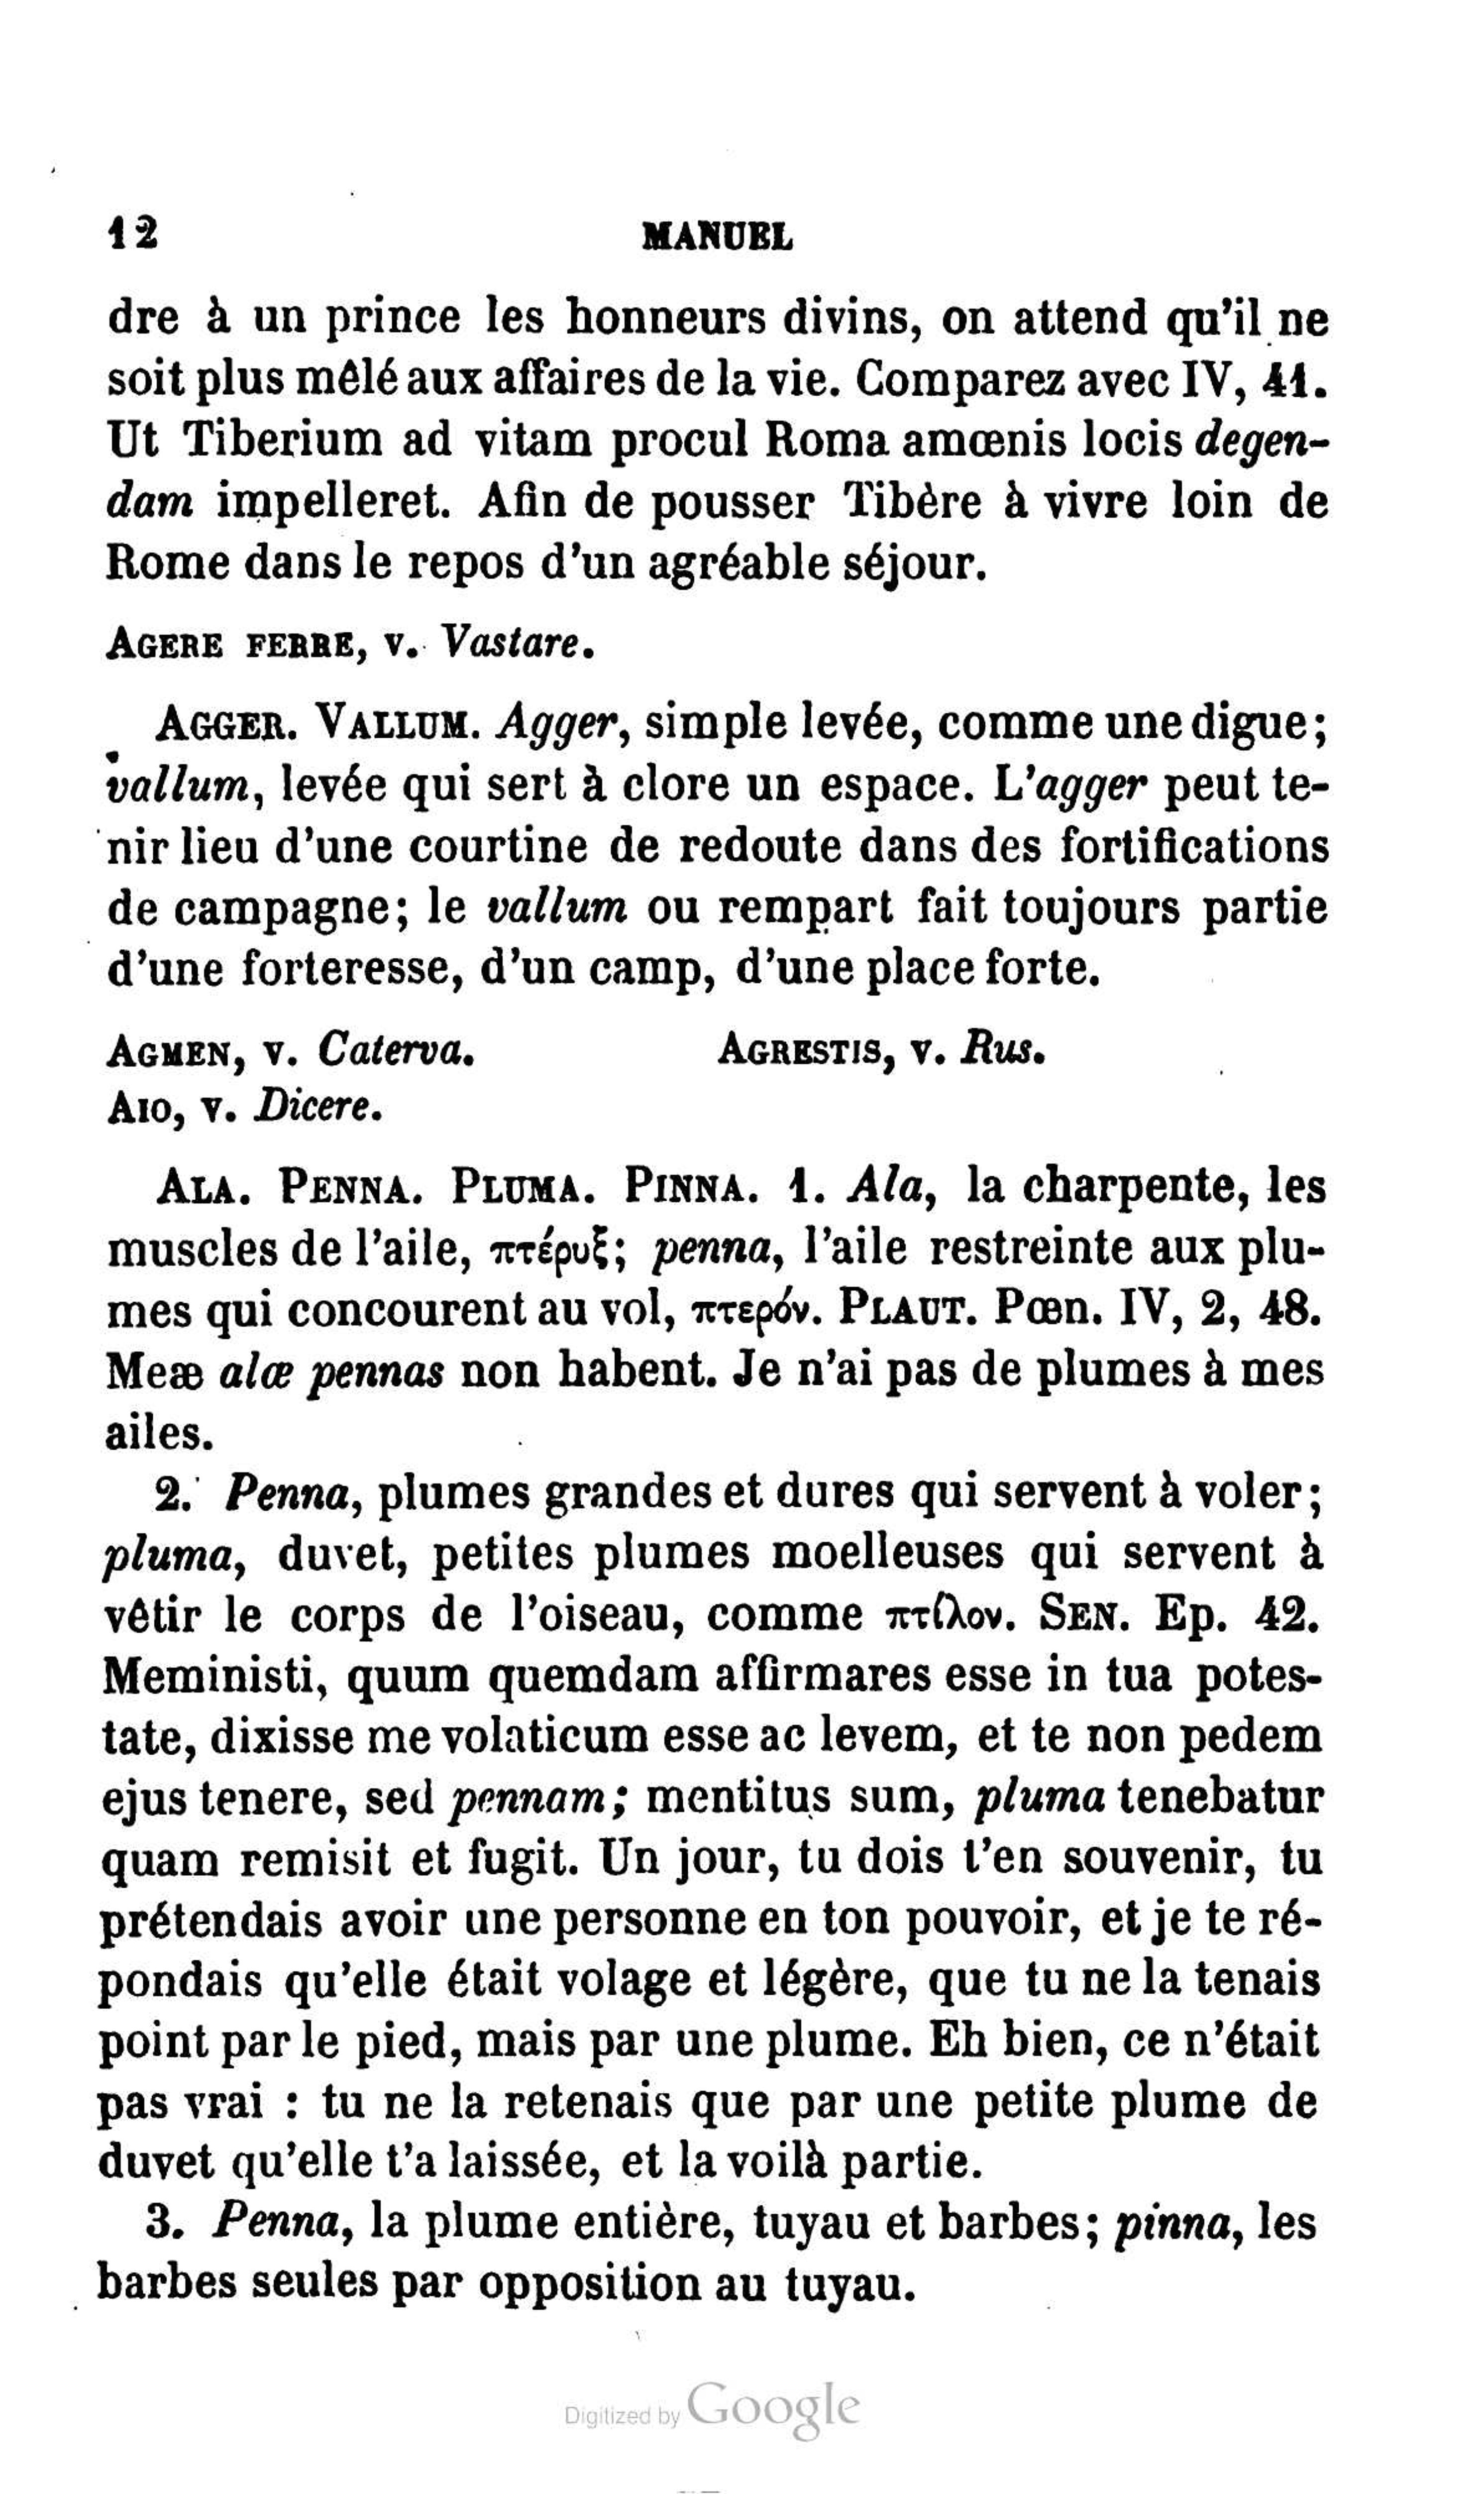 12
MANUEL
dre à un prince les honneurs divins, on attend qu'il ne
soit plus mêlé aux affaires de la vie. Comparez avec IV, 41.
Ut Tiberium ad vitam procul Roma amœnis locis degen-
dam impelleret. Afin de pousser Tibère à vivre loin de
Rome dans le repos d'un agréable séjour.
AGERE FERRE, v. Vastare.
AGGER. VALLUM. Agger, simple levée, comme une digue;
vallum, levée qui sert à clore un espace. L'agger peut te-
nir lieu d'une courtine de redoute dans des fortifications
de campagne; le vallum ou rempart fait toujours partie
d'une forteresse, d'un camp, d'une place forte.
AGMEN, v. Caterva.
AGRESTIS, v. Rus.
AIO, v. Dicere.
ALA. PENNA. PLUMA. PINNA. 1. Ala, la charpente, les
muscles de l'aile, πτέρυξ; penna, l'aile restreinte aux plu-
mes qui concourent au vol, πτερόν. PLAUT. Pœn. IV, 2, 48.
Meæ alæ pennas non habent. Je n'ai pas de plumes à mes
ailes.
2. Penna, plumes grandes et dures qui servent à voler;
pluma, duvet, petites plumes moelleuses qui servent à
vêtir le corps de l'oiseau, comme πτίλον. SEN. Ep. 42.
Meministi, quum quemdam affirmares esse in tua potes-
tate, dixisse me volaticum esse ac levem, et te non pedem
ejus tenere, sed pennam; mentitus sum, pluma tenebatur
quam remisit et fugit. Un jour, tu dois t'en souvenir, tu
prétendais avoir une personne en ton pouvoir, et je te ré-
pondais qu'elle était volage et légère, que tu ne la tenais
point par le pied, mais par une plume. Eh bien, ce n'était
pas vrai : tu ne la retenais que par une petite plume de
duvet qu'elle t'a laissée, et la voilà partie.
3. Penna, la plume entière, tuyau et barbes; pinna, les
barbes seules par opposition au tuyau.
Digitized by Google